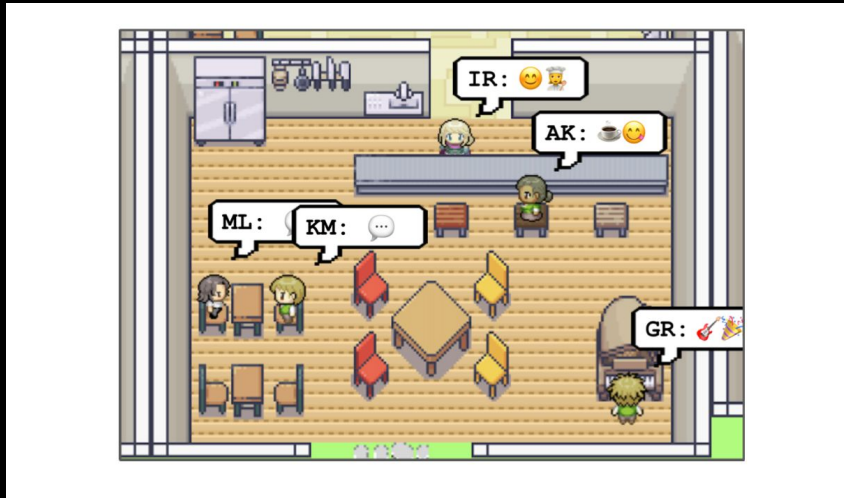 IR: 😊👩‍🍳
AK: ☕😋
ML:
KM: 💬
GR: 🎸🎉